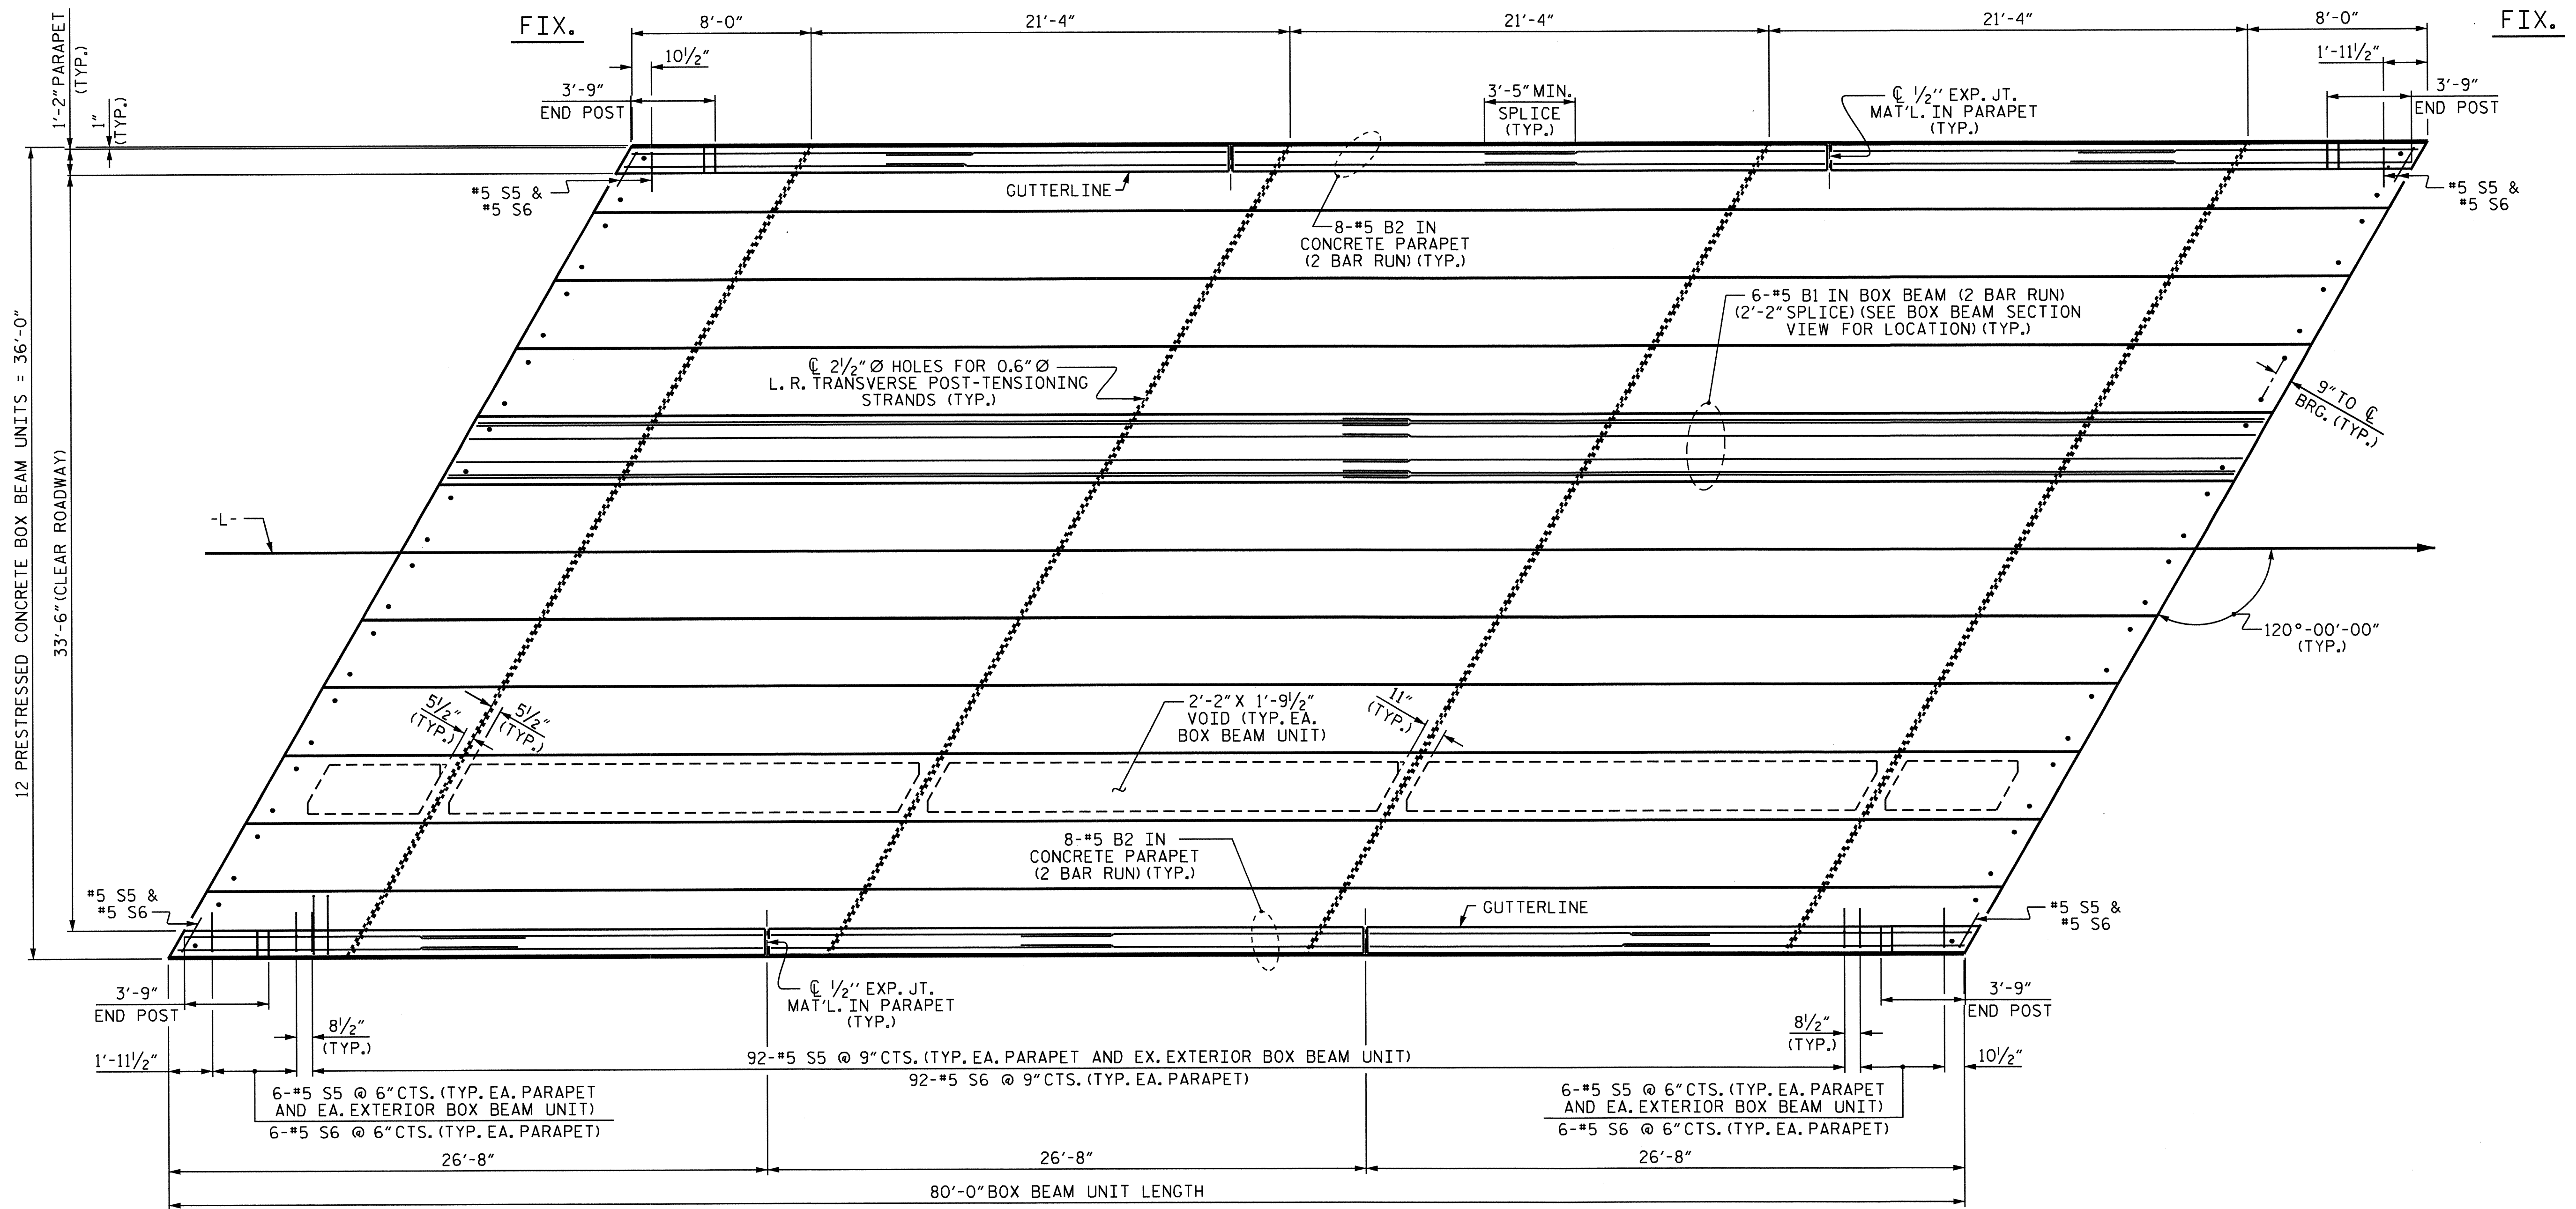 FIX.
8'-0"
21'-4"
21'-4"
21'-4"
8'-0"
FIX.
1'-2" PARAPET
(TYP.)
1"
(TYP.)
10½"
3'-9"
END POST
3'-5" MIN.
SPLICE
(TYP.)
℄ ½'' EXP. JT.
MAT'L. IN PARAPET
(TYP.)
1'-11½"
3'-9"
END POST
#5 S5 &
#5 S6
GUTTERLINE
8-#5 B2 IN
CONCRETE PARAPET
(2 BAR RUN) (TYP.)
#5 S5 &
#5 S6
6-#5 B1 IN BOX BEAM (2 BAR RUN)
(2'-2" SPLICE) (SEE BOX BEAM SECTION
VIEW FOR LOCATION) (TYP.)
℄ 2½" Ø HOLES FOR 0.6" Ø
L. R. TRANSVERSE POST-TENSIONING
STRANDS (TYP.)
9" TO ℄
BRG. (TYP.)
12 PRESTRESSED CONCRETE BOX BEAM UNITS = 36'-0"
33'-6" (CLEAR ROADWAY)
-L-
120°-00'-00"
(TYP.)
5½"
(TYP.)
5½"
(TYP.)
2'-2" X 1'-9½"
VOID (TYP. EA.
BOX BEAM UNIT)
11"
(TYP.)
8-#5 B2 IN
CONCRETE PARAPET
(2 BAR RUN) (TYP.)
GUTTERLINE
#5 S5 &
#5 S6
#5 S5 &
#5 S6
3'-9"
END POST
℄ ½'' EXP. JT.
MAT'L. IN PARAPET
(TYP.)
3'-9"
END POST
8½"
(TYP.)
8½"
(TYP.)
1'-11½"
92-#5 S5 @ 9" CTS. (TYP. EA. PARAPET AND EX. EXTERIOR BOX BEAM UNIT)
92-#5 S6 @ 9" CTS. (TYP. EA. PARAPET)
10½"
6-#5 S5 @ 6" CTS. (TYP. EA. PARAPET
AND EA. EXTERIOR BOX BEAM UNIT)
6-#5 S6 @ 6" CTS. (TYP. EA. PARAPET)
6-#5 S5 @ 6" CTS. (TYP. EA. PARAPET
AND EA. EXTERIOR BOX BEAM UNIT)
6-#5 S6 @ 6" CTS. (TYP. EA. PARAPET)
26'-8"
26'-8"
26'-8"
80'-0" BOX BEAM UNIT LENGTH